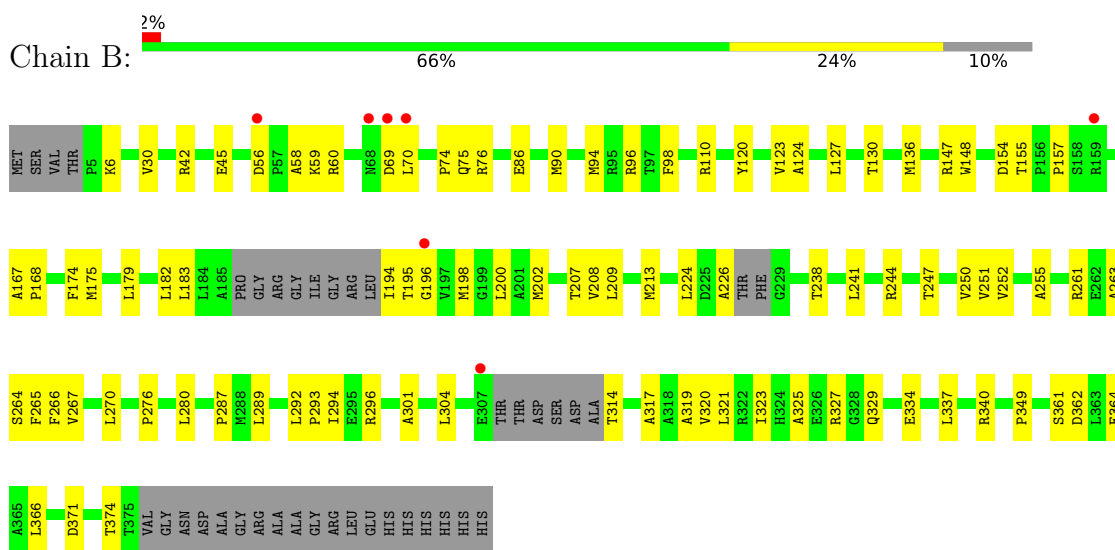 2%
Chain B:
66% 24% 10%
MET SER VAL THR P5 K6 V30 R42 E45 D56 P57 A58 K59 R60 N68 D69 L70 P74 Q75 R76 E86 M90 M94 R95 R96 T97 F98 R110 Y120 V123 A124 L127 T130 M136 R147 W148 D154 T155 P156 P157 S158 R159
A167 P168 F174 M175 L179 L182 L183 L184 A185 PRO GLY ARG GLY ILE GLY ARG LEU I194 T195 G196 V197 M198 G199 L200 A201 M202 T207 V208 L209 M213 L224 D225 A226 THR PHE G229 T238 L241 R244 T247 V250 V251 V252 A255 R261 E262 A263
S264 F265 F266 V267 L270 P276 L280 P287 M288 L289 L292 P293 I294 E295 R296 A301 L304 E307 THR THR ASP SER ASP ALA T314 A317 A318 A319 V320 L321 R322 I323 H324 A325 E326 R327 G328 Q329 E334 L337 R340 P349 S361 D362 L363
A365 L366 D371 T374 T375 VAL GLY ASN ASP ALA GLY ARG ALA ALA GLY ARG LEU GLU HIS HIS HIS HIS HIS HIS